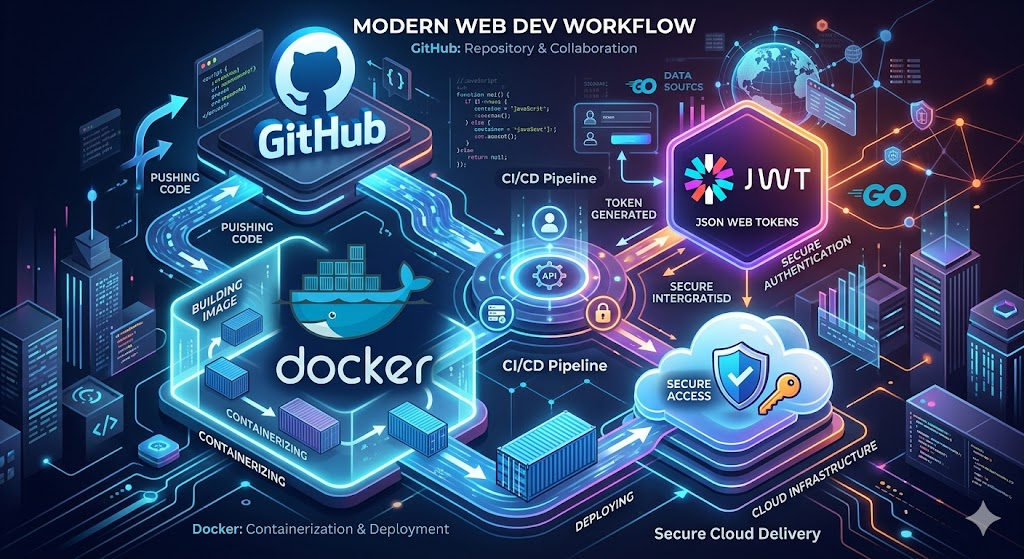 MODERN WEB DEV WORKFLOW
GitHub: Repository & Collaboration
GitHub
PUSHING
CODE
PUSHING
CODE
//JavaScript
CI/CD Pipeline
GO
DATA
SOUFCS
TOKEN
GENERATED
JWT
JSON WEB TOKENS
GO
SECURE
AUTHENTICATION
API
SECURE
INTERGRATISD
BUILDING
IMAGE
docker
CONTAINERIZING
CONTAINERIZING
CI/CD Pipeline
SECURE
ACCESS
DEPLOYING
CLOUD INFRASTRUCTURE
Docker: Containerization & Deployment
Secure Cloud Delivery